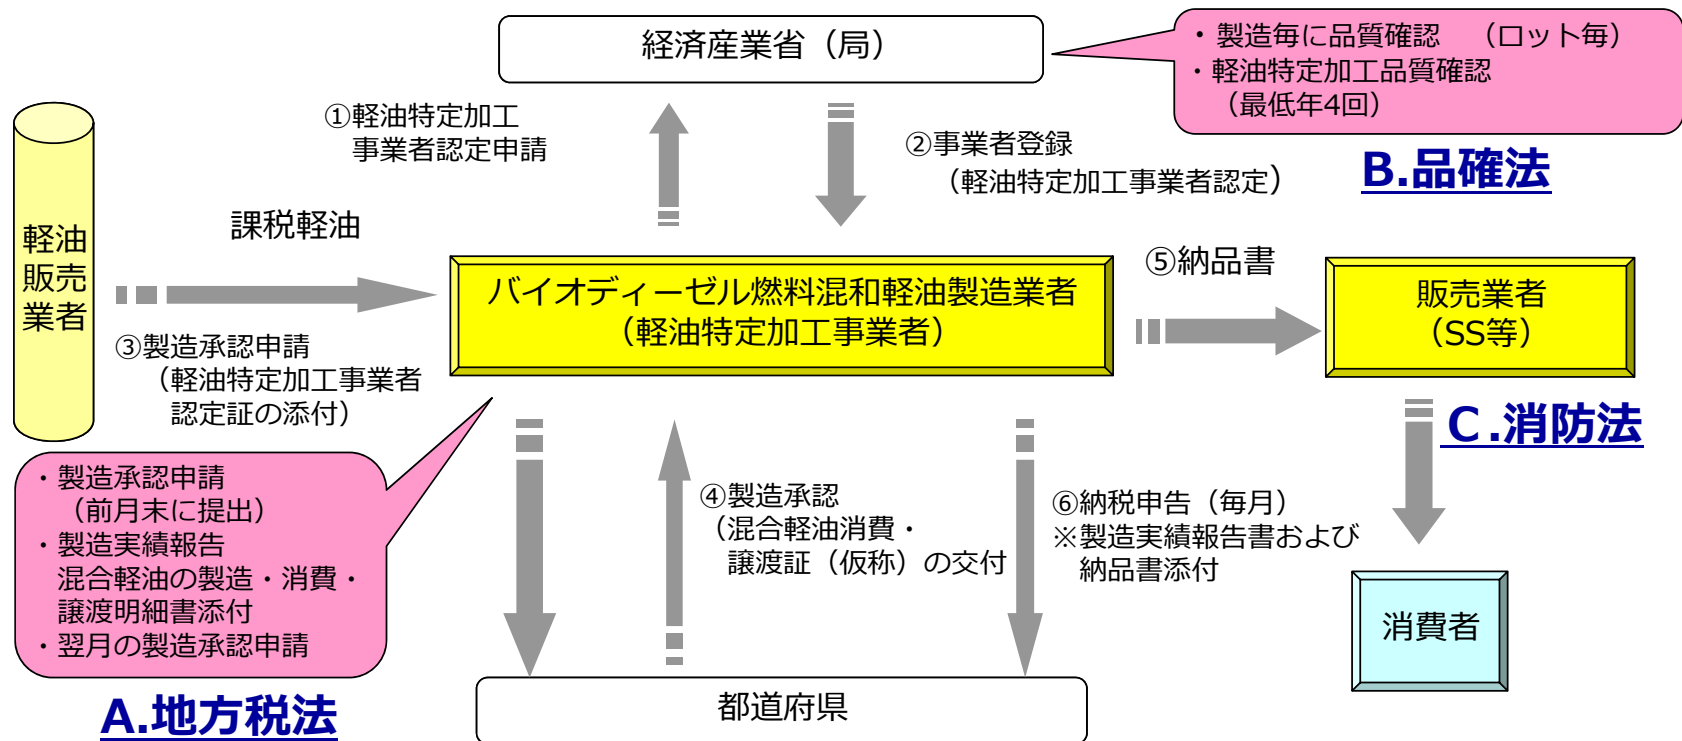 経済産業省（局）
・製造毎に品質確認　（ロット毎）
・軽油特定加工品質確認
（最低年4回）
B.品確法
①軽油特定加工
事業者認定申請
②事業者登録
（軽油特定加工事業者認定）
軽油
販売
業者
課税軽油
バイオディーゼル燃料混和軽油製造業者
（軽油特定加工事業者）
⑤納品書
販売業者
（SS等）
③製造承認申請
（軽油特定加工事業者
認定証の添付）
C.消防法
・製造承認申請
（前月末に提出）
・製造実績報告
混合軽油の製造・消費・
譲渡明細書添付
・翌月の製造承認申請
A.地方税法
④製造承認
（混合軽油消費・
譲渡証（仮称）の交付
⑥納税申告（毎月）
※製造実績報告書および
納品書添付
消費者
都道府県